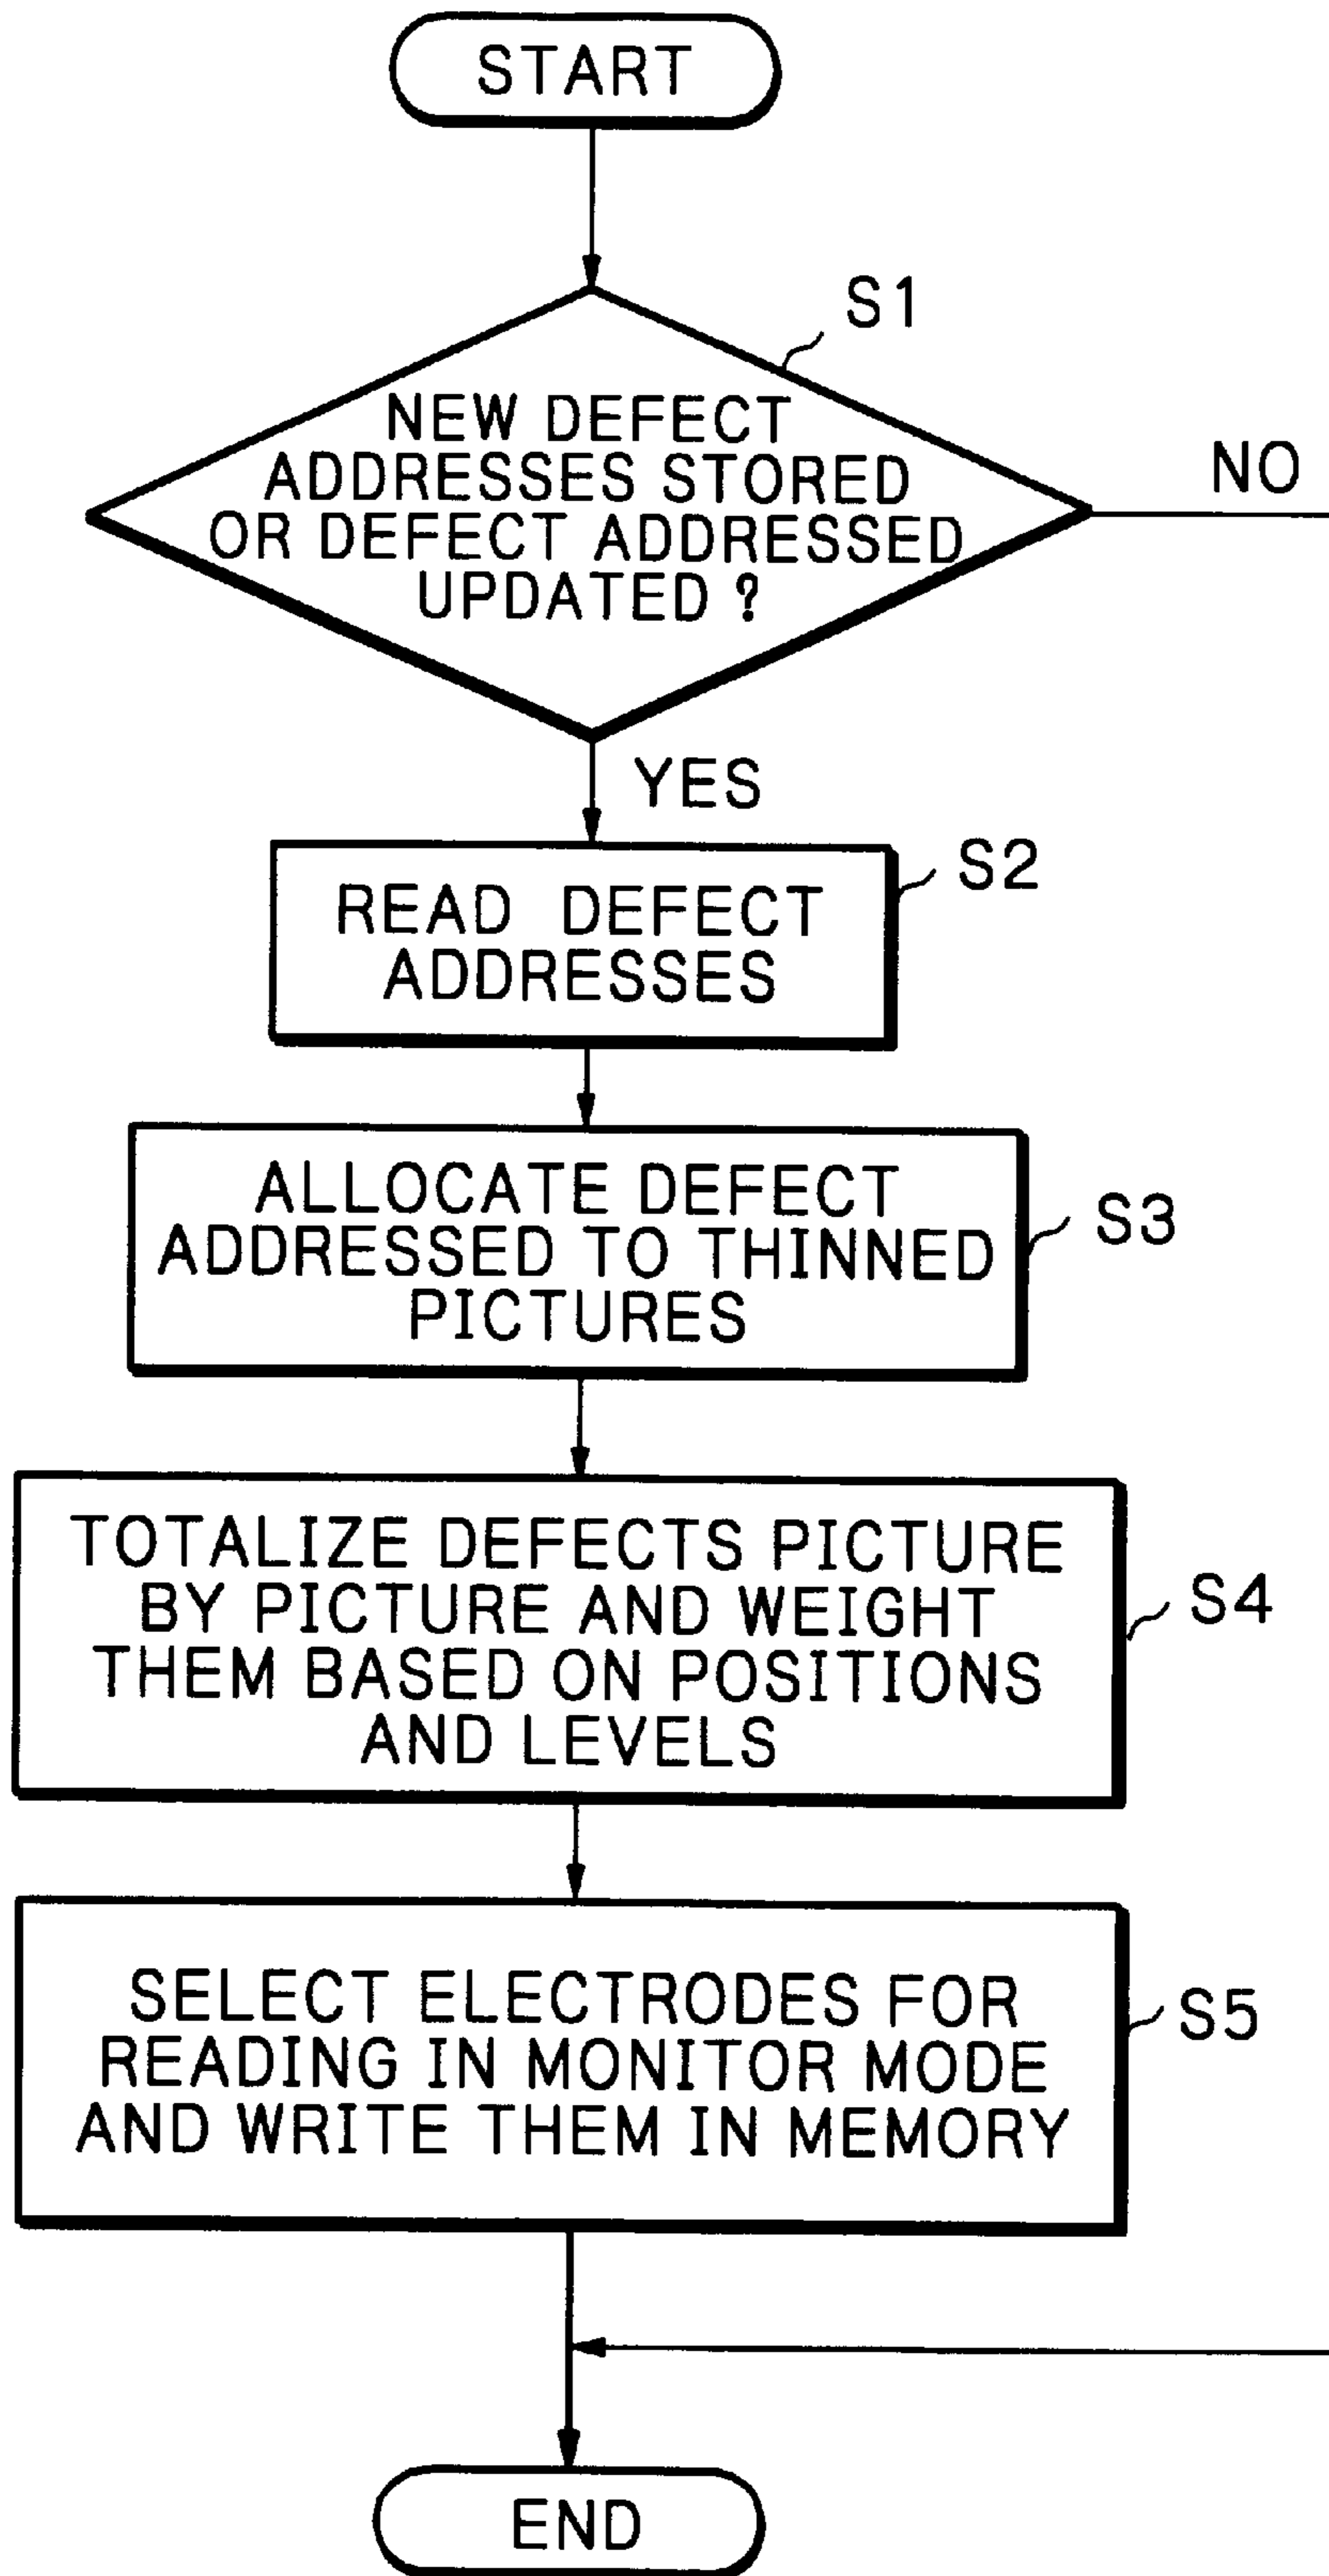 START
S1
NEW DEFECT
ADDRESSES STORED
OR DEFECT ADDRESSED
UPDATED ?
NO
YES
S2
READ DEFECT
ADDRESSES
S3
ALLOCATE DEFECT
ADDRESSED TO THINNED
PICTURES
S4
TOTALIZE DEFECTS PICTURE
BY PICTURE AND WEIGHT
THEM BASED ON POSITIONS
AND LEVELS
S5
SELECT ELECTRODES FOR
READING IN MONITOR MODE
AND WRITE THEM IN MEMORY
END